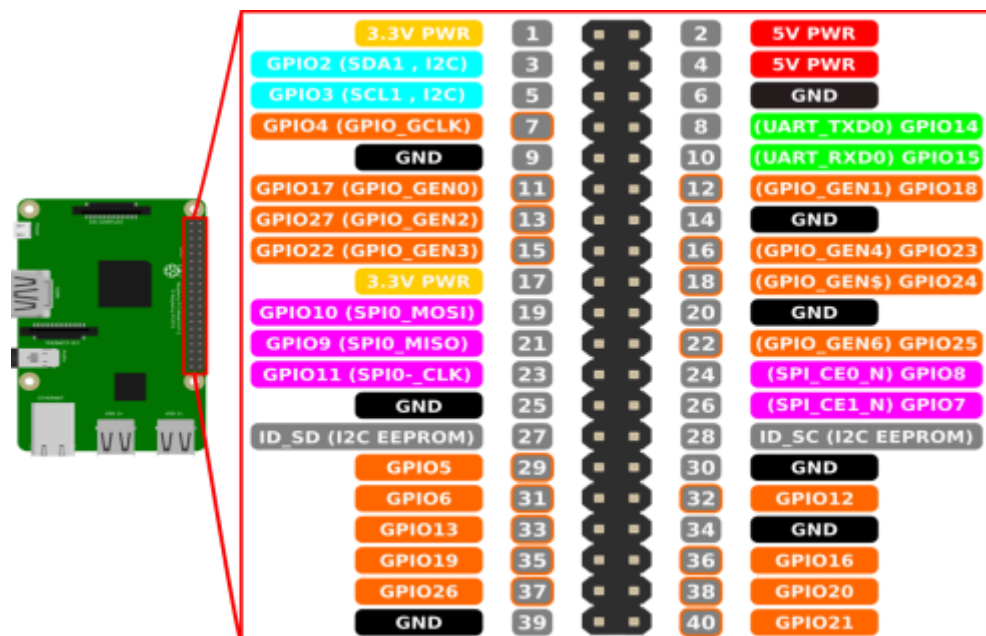 3.3V PWR 1 2 5V PWR
GPIO2 (SDA1 , I2C) 3 4 5V PWR
GPIO3 (SCL1 , I2C) 5 6 GND
GPIO4 (GPIO_GCLK) 7 8 (UART_TXD0) GPIO14
GND 9 10 (UART_RXD0) GPIO15
GPIO17 (GPIO_GEN0) 11 12 (GPIO_GEN1) GPIO18
GPIO27 (GPIO_GEN2) 13 14 GND
GPIO22 (GPIO_GEN3) 15 16 (GPIO_GEN4) GPIO23
3.3V PWR 17 18 (GPIO_GEN$) GPIO24
GPIO10 (SPI0_MOSI) 19 20 GND
GPIO9 (SPI0_MISO) 21 22 (GPIO_GEN6) GPIO25
GPIO11 (SPI0-_CLK) 23 24 (SPI_CE0_N) GPIO8
GND 25 26 (SPI_CE1_N) GPIO7
ID_SD (I2C EEPROM) 27 28 ID_SC (I2C EEPROM)
GPIO5 29 30 GND
GPIO6 31 32 GPIO12
GPIO13 33 34 GND
GPIO19 35 36 GPIO16
GPIO26 37 38 GPIO20
GND 39 40 GPIO21